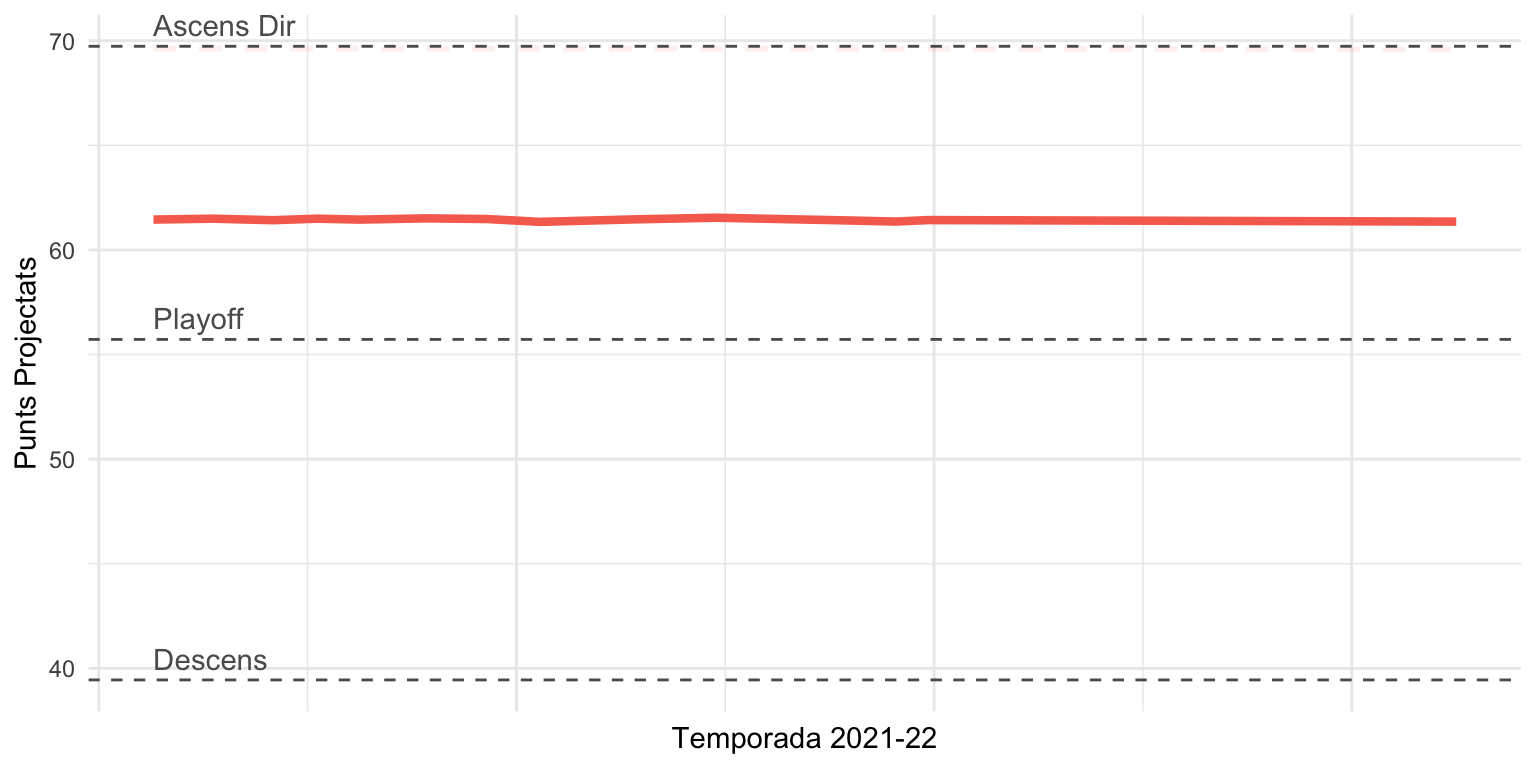 Ascens Dir
70
60
Playoff
Punts Projectats
50
Descens
40
Temporada 2021-22